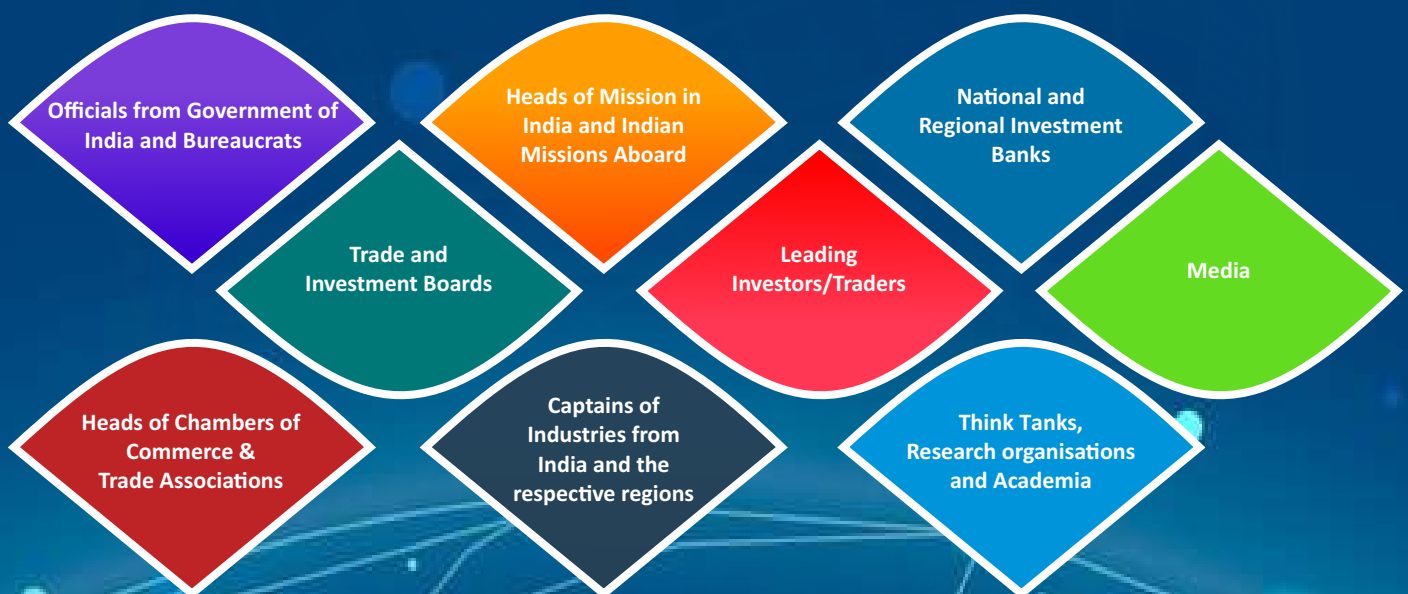 Officials from Government of
India and Bureaucrats
Heads of Mission in
India and Indian
Missions Aboard
National and
Regional Investment
Banks
Trade and
Investment Boards
Leading
Investors/Traders
Media
Heads of Chambers of
Commerce &
Trade Associations
Captains of
Industries from
India and the
respective regions
Think Tanks,
Research organisations
and Academia